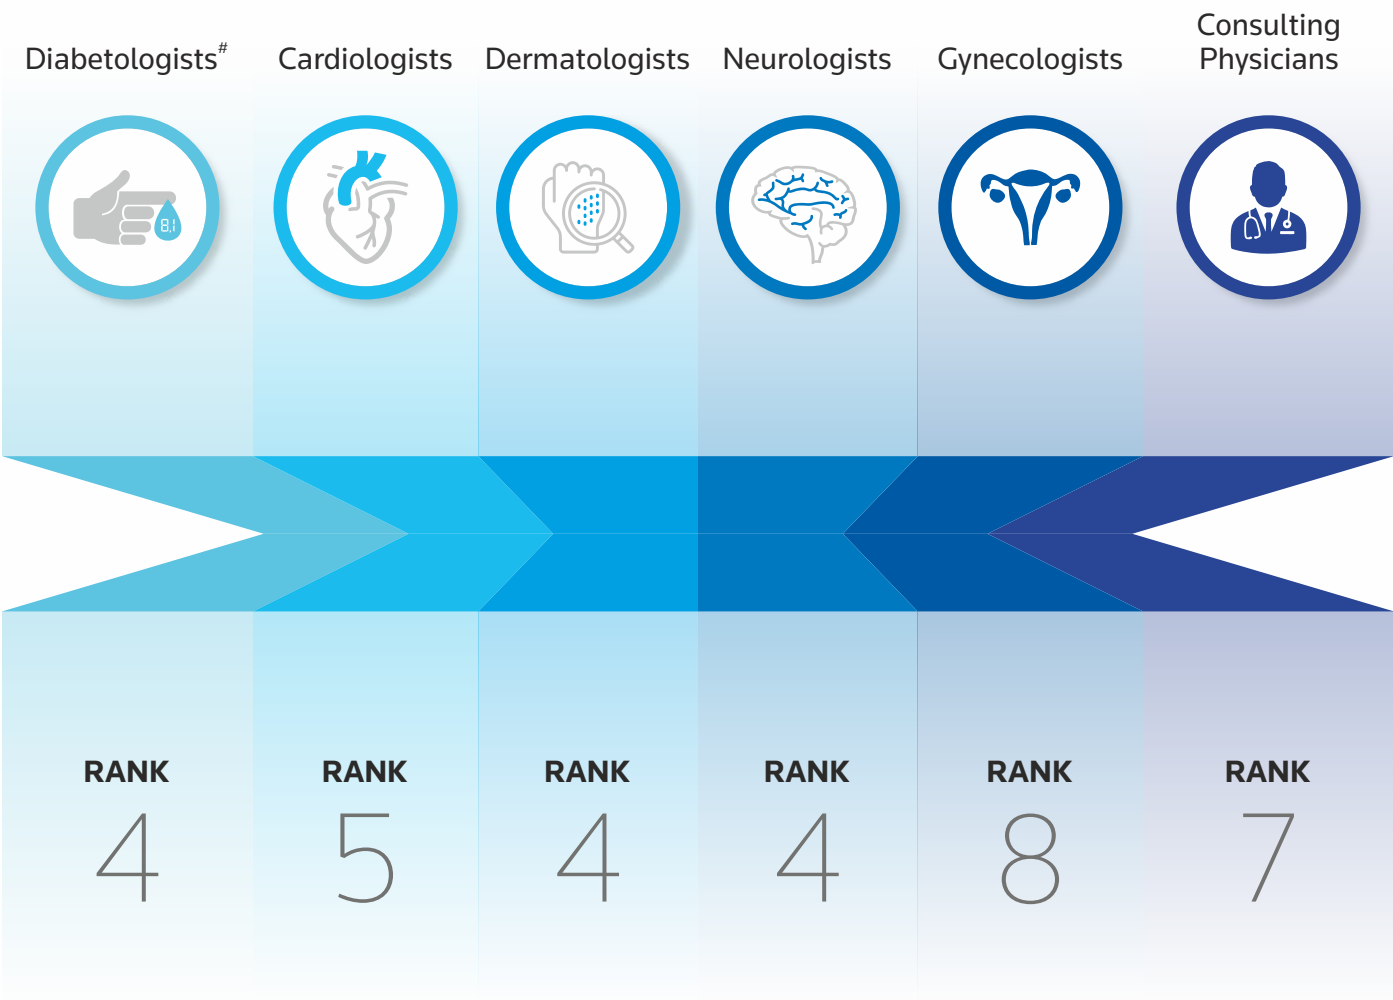 Diabetologists#
Cardiologists
Dermatologists
Neurologists
Gynecologists
Consulting
Physicians
8.1
RANK
RANK
RANK
RANK
RANK
RANK
4
5
4
4
8
7